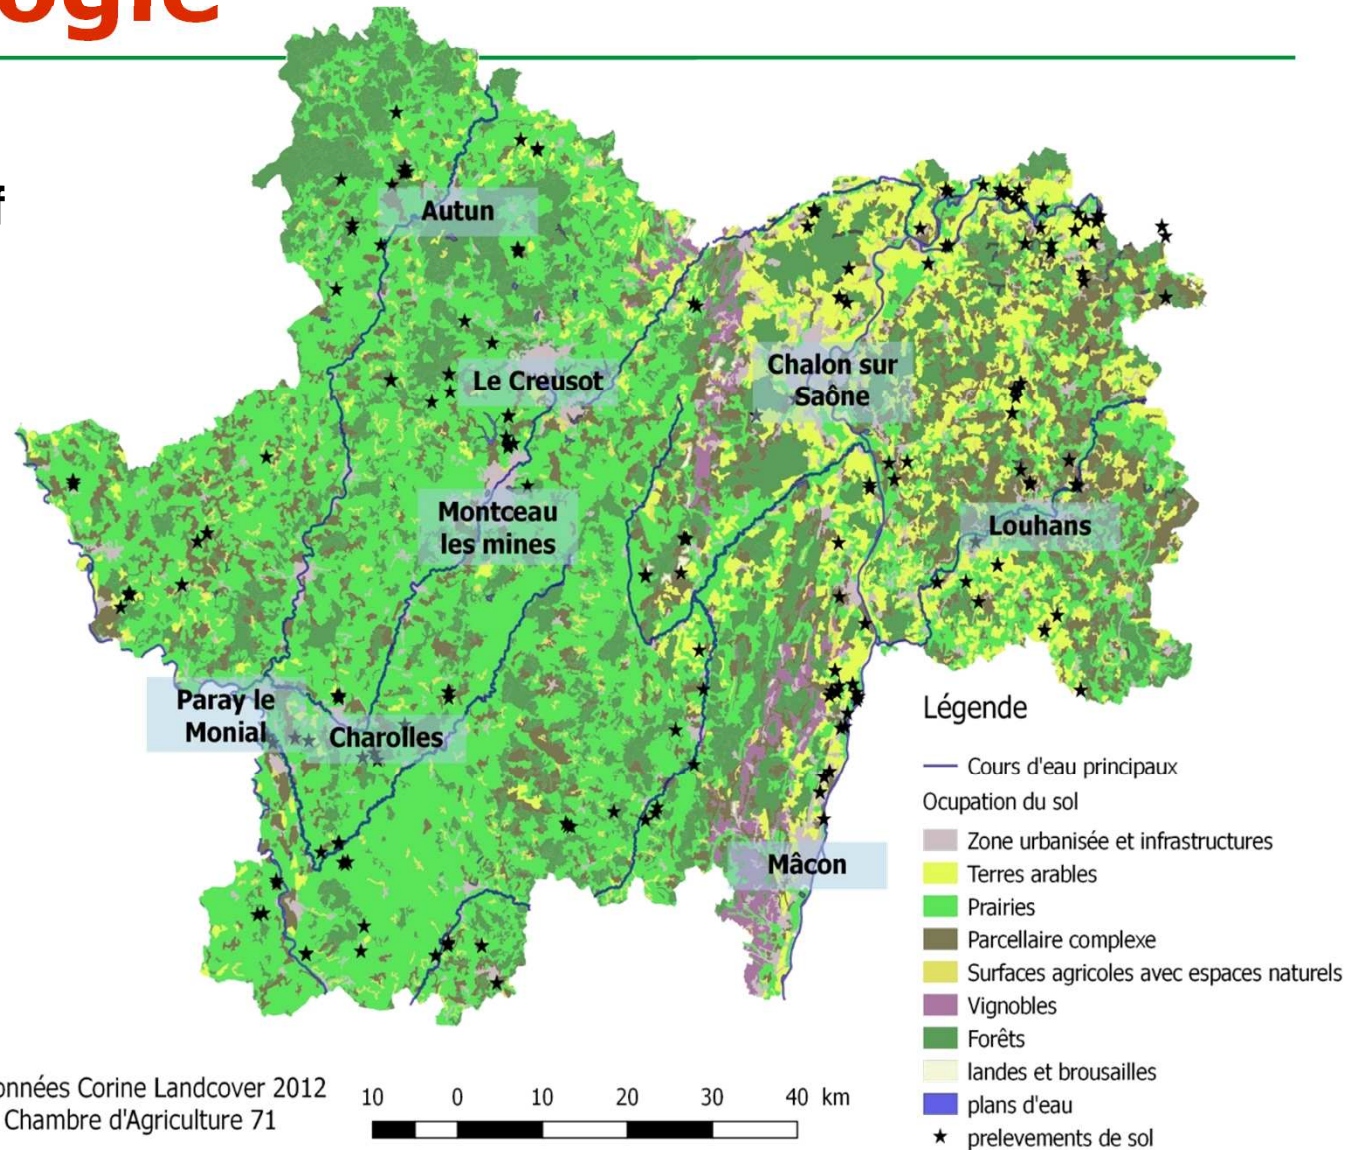 ogie
f
Autun
Le Creusot
Chalon sur
Saône
Montceau
les mines
Louhans
Paray le
Monial
Charolles
Mâcon
Légende
Cours d'eau principaux
Ocupation du sol
Zone urbanisée et infrastructures
Terres arables
Prairies
Parcellaire complexe
Surfaces agricoles avec espaces naturels
Vignobles
Forêts
landes et brousailles
plans d'eau
prelevements de sol
onnées Corine Landcover 2012
Chambre d'Agriculture 71
10 0 10 20 30 40 km